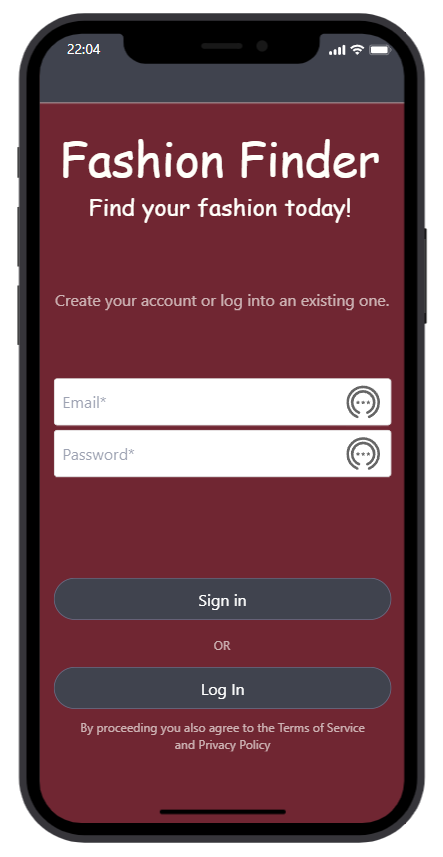 22:04
Fashion Finder
Find your fashion today!
Create your account or log into an existing one.
Email*
Password*
Sign in
OR
Log In
By proceeding you also agree to the Terms of Service
and Privacy Policy